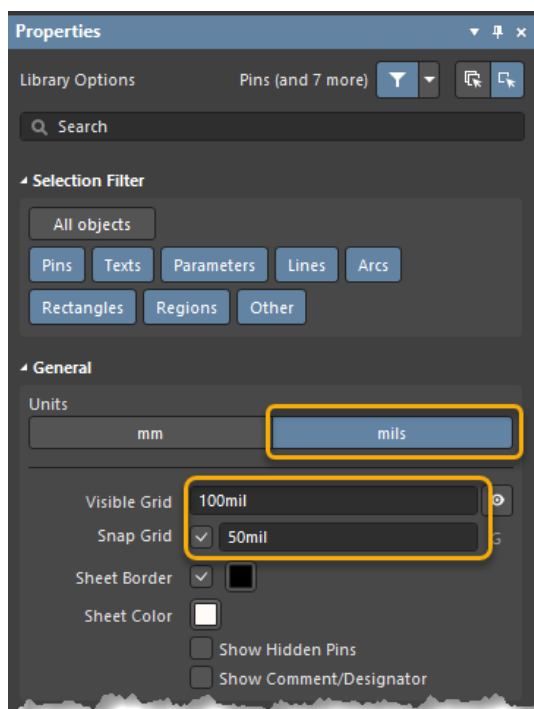 Properties
Library Options Pins (and 7 more)
Search
Selection Filter
All objects
Pins Texts Parameters Lines Arcs
Rectangles Regions Other
General
Units
mm mils
Visible Grid 100mil
Snap Grid 50mil G
Sheet Border
Sheet Color
Show Hidden Pins
Show Comment/Designator